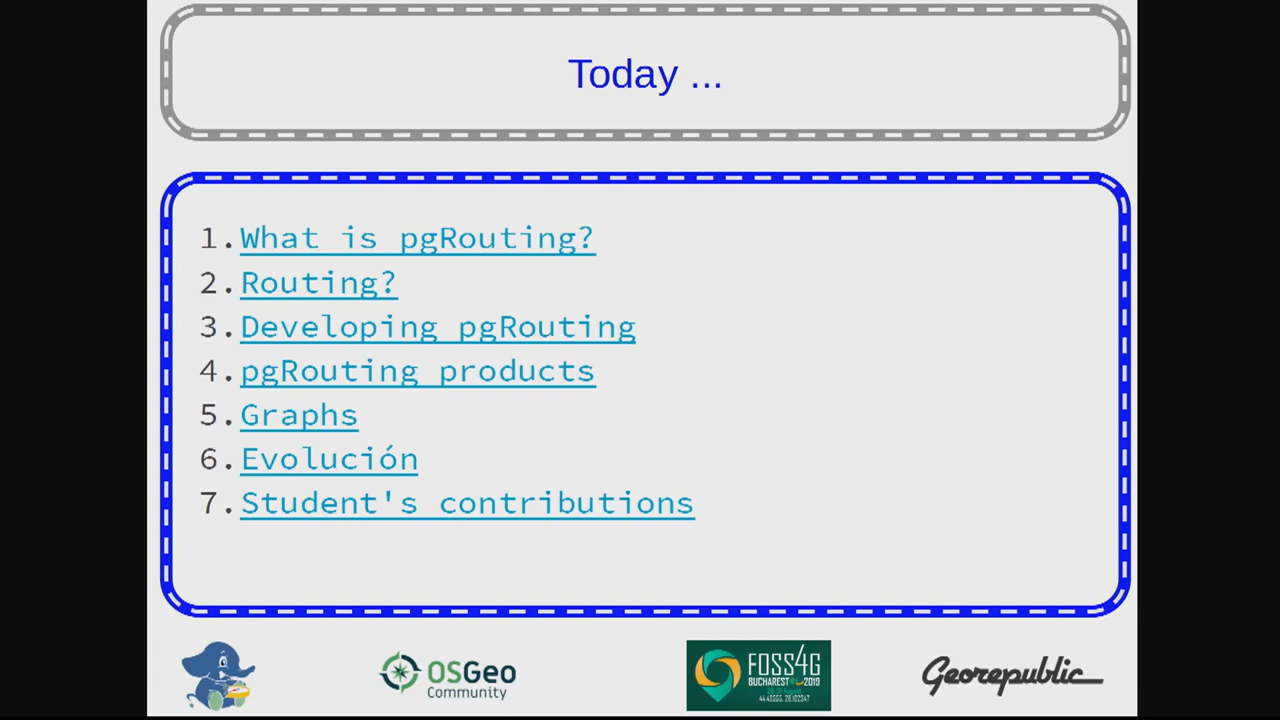 Today ...
1. What is pgRouting?
2. Routing?
3. Developing pgRouting
4. pgRouting products
5. Graphs
6. Evolución
7. Student's contributions
OSGeo
Community
FOSS4G
BUCHAREST 2019
Georepublic